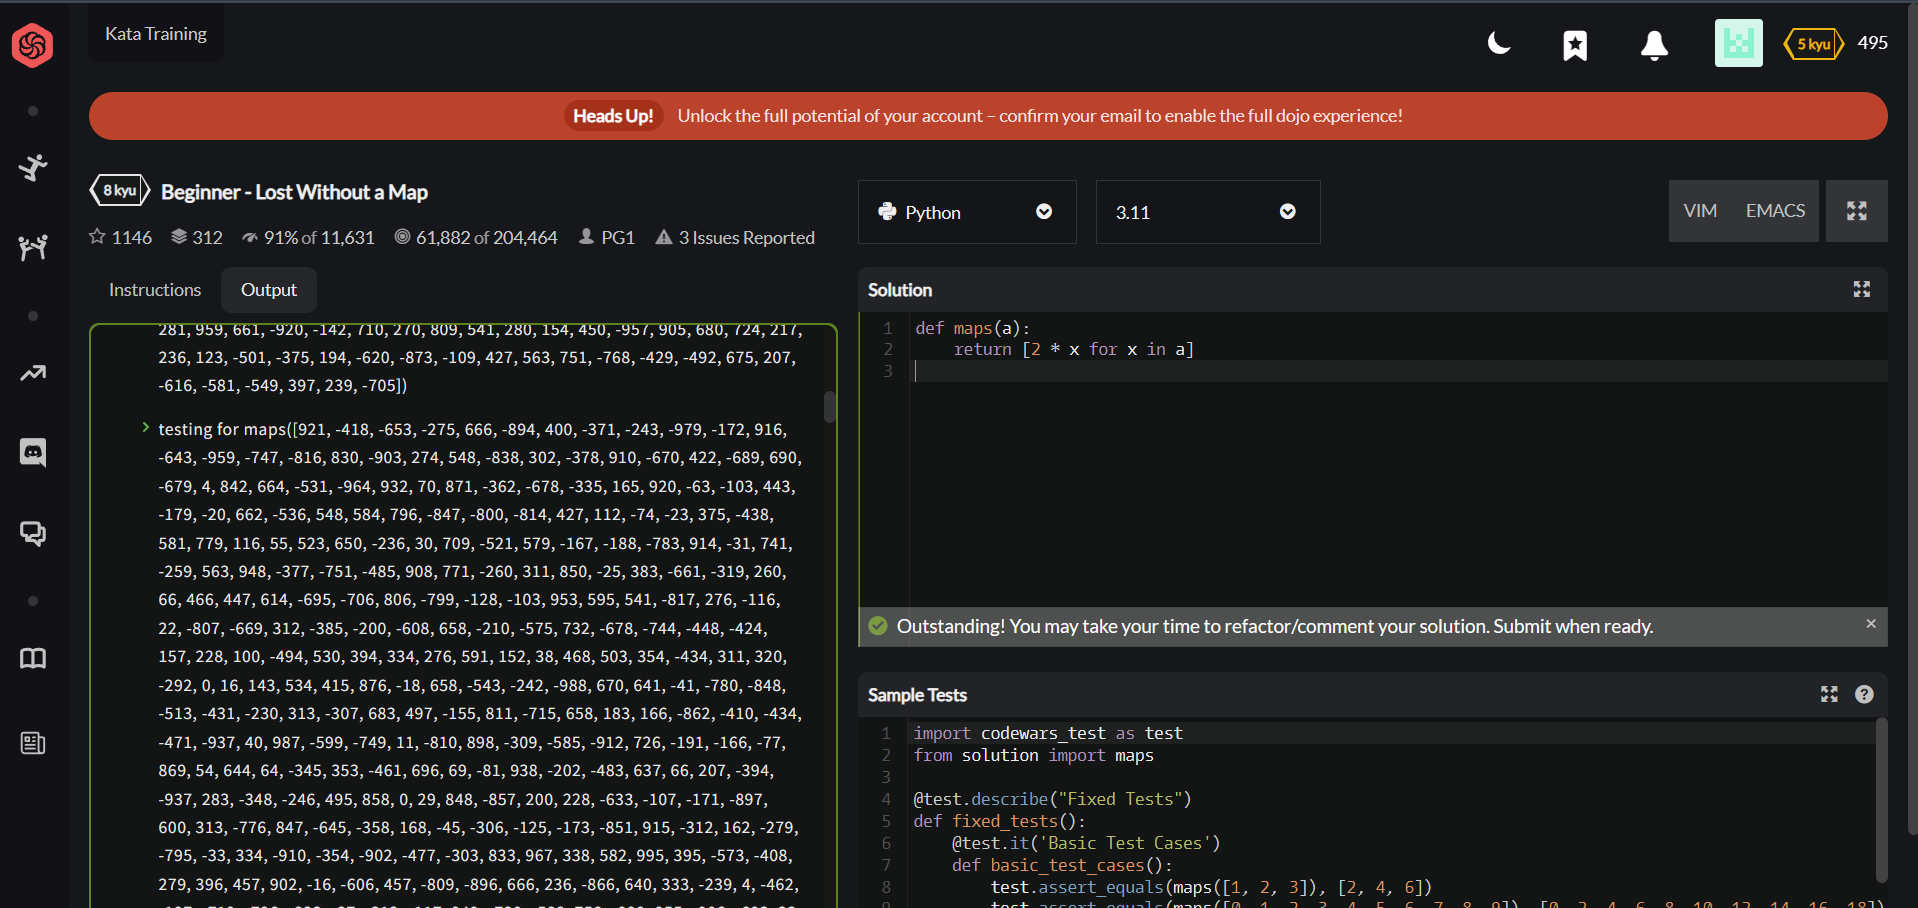 Kata Training
5 kyu
495
Heads Up! Unlock the full potential of your account – confirm your email to enable the full dojo experience!
8 kyu
Beginner - Lost Without a Map
1146 312 91% of 11,631 61,882 of 204,464 PG1 3 Issues Reported
Python
3.11
VIM EMACS
Instructions
Output
281, 959, 661, -920, -142, 710, 270, 809, 541, 280, 154, 450, -957, 905, 680, 724, 217,
236, 123, -501, -375, 194, -620, -873, -109, 427, 563, 751, -768, -429, -492, 675, 207,
-616, -581, -549, 397, 239, -705])
testing for maps([921, -418, -653, -275, 666, -894, 400, -371, -243, -979, -172, 916,
-643, -959, -747, -816, 830, -903, 274, 548, -838, 302, -378, 910, -670, 422, -689, 690,
-679, 4, 842, 664, -531, -964, 932, 70, 871, -362, -678, -335, 165, 920, -63, -103, 443,
-179, -20, 662, -536, 548, 584, 796, -847, -800, -814, 427, 112, -74, -23, 375, -438,
581, 779, 116, 55, 523, 650, -236, 30, 709, -521, 579, -167, -188, -783, 914, -31, 741,
-259, 563, 948, -377, -751, -485, 908, 771, -260, 311, 850, -25, 383, -661, -319, 260,
66, 466, 447, 614, -695, -706, 806, -799, -128, -103, 953, 595, 541, -817, 276, -116,
22, -807, -669, 312, -385, -200, -608, 658, -210, -575, 732, -678, -744, -448, -424,
157, 228, 100, -494, 530, 394, 334, 276, 591, 152, 38, 468, 503, 354, -434, 311, 320,
-292, 0, 16, 143, 534, 415, 876, -18, 658, -543, -242, -988, 670, 641, -41, -780, -848,
-513, -431, -230, 313, -307, 683, 497, -155, 811, -715, 658, 183, 166, -862, -410, -434,
-471, -937, 40, 987, -599, -749, 11, -810, 898, -309, -585, -912, 726, -191, -166, -77,
869, 54, 644, 64, -345, 353, -461, 696, 69, -81, 938, -202, -483, 637, 66, 207, -394,
-937, 283, -348, -246, 495, 858, 0, 29, 848, -857, 200, 228, -633, -107, -171, -897,
600, 313, -776, 847, -645, -358, 168, -45, -306, -125, -173, -851, 915, -312, 162, -279,
-795, -33, 334, -910, -354, -902, -477, -303, 833, 967, 338, 582, 995, 395, -573, -408,
279, 396, 457, 902, -16, -606, 457, -809, -896, 666, 236, -866, 640, 333, -239, 4, -462,
Solution
1 def maps(a):
2 return [2 * x for x in a]
3
Outstanding! You may take your time to refactor/comment your solution. Submit when ready.
Sample Tests
1 import codewars_test as test
2 from solution import maps
3
4 @test.describe("Fixed Tests")
5 def fixed_tests():
6 @test.it('Basic Test Cases')
7 def basic_test_cases():
8 test.assert_equals(maps([1, 2, 3]), [2, 4, 6])